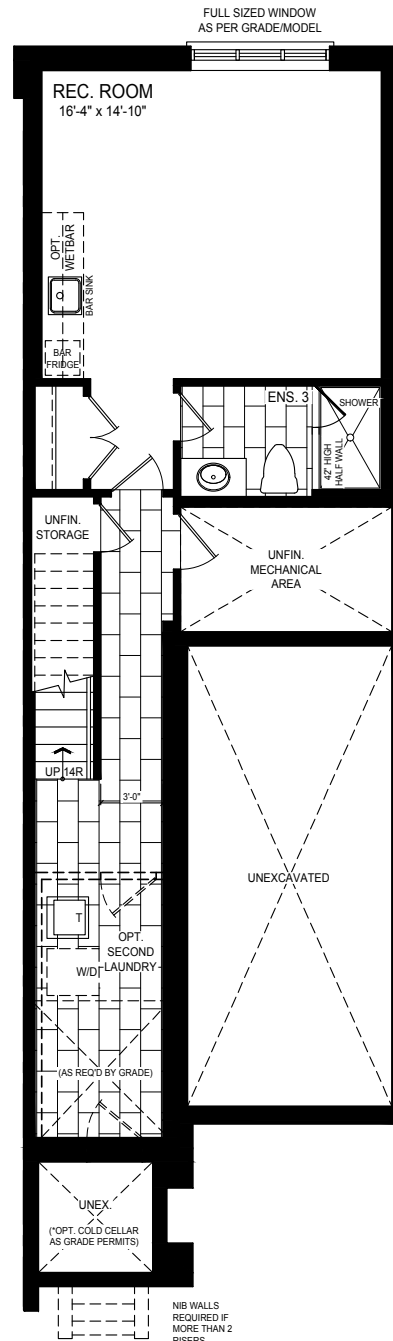 FULL SIZED WINDOW
AS PER GRADE/MODEL
REC. ROOM
16'-4" x 14'-10"
OPT.
WETBAR
BAR SINK
BAR
FRIDGE
ENS. 3
SHOWER
42" HIGH
HALF WALL
UNFIN.
STORAGE
UNFIN.
MECHANICAL
AREA
UP 14R
3'-0"
UNEXCAVATED
T
OPT.
SECOND
LAUNDRY
W/D
(AS REQ'D BY GRADE)
UNEX.
(*OPT. COLD CELLAR
AS GRADE PERMITS)
NIB WALLS
REQUIRED IF
MORE THAN 2
RISERS